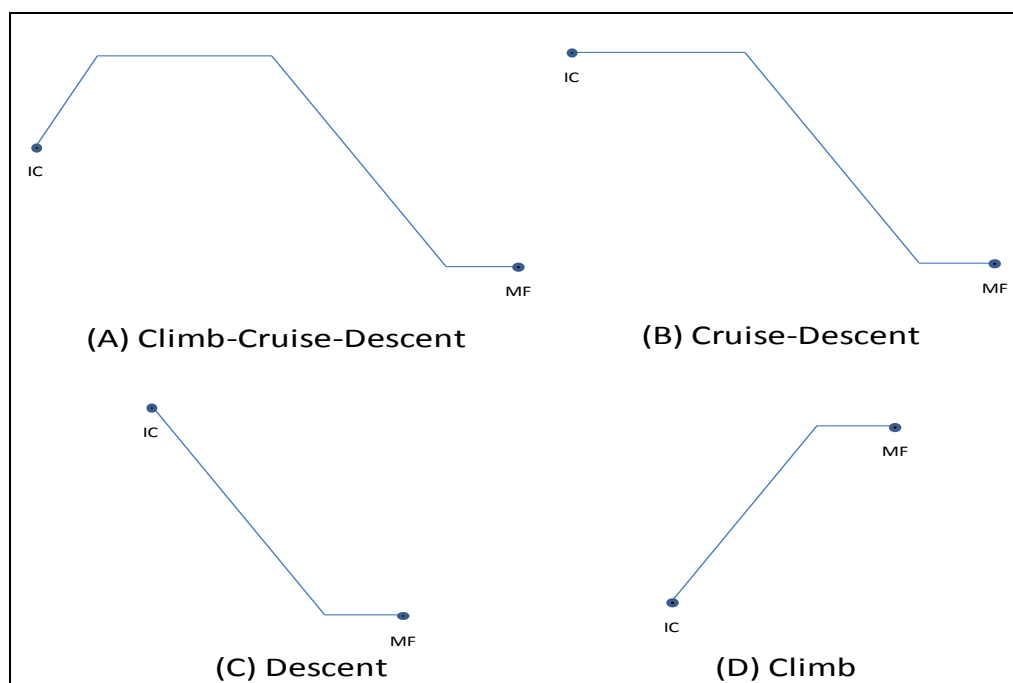 IC
MF
(A) Climb-Cruise-Descent
IC
MF
(B) Cruise-Descent
IC
MF
(C) Descent
MF
IC
(D) Climb